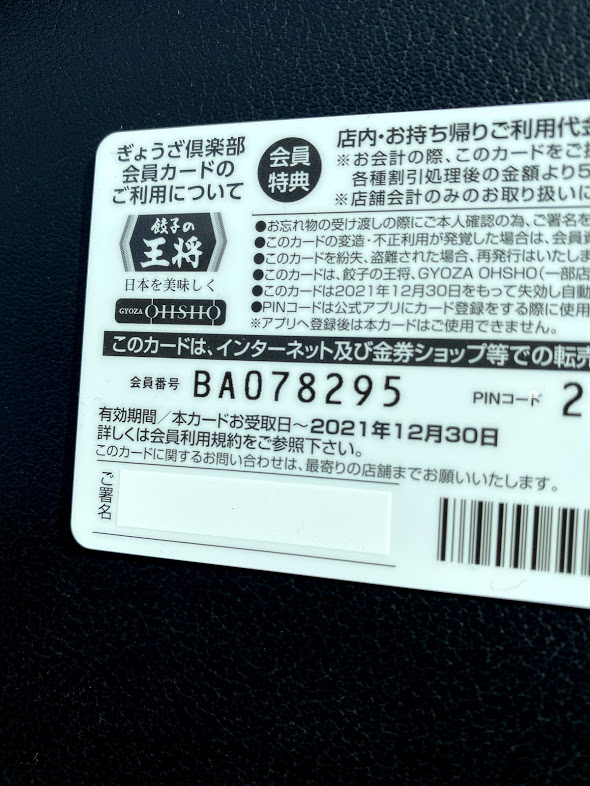 ぎょうざ倶楽部
会員カードの
ご利用について
餃子の
王将
日本を美味しく
GYOZA OHSHO
会員
特典
店内・お持ち帰りご利用代金
※お会計の際、このカードをご
各種割引処理後の金額より5
※店舗会計のみのお取り扱いに
●お忘れ物の受け渡しの際にご本人確認の為、ご署名を
●このカードの変造・不正利用が発覚した場合は、会員資
●このカードを紛失、盗難された場合、再発行はいたしま
●このカードは、餃子の王将、GYOZA OHSHO(一部店
●このカードは2021年12月30日をもって失効し自動
●PINコードは公式アプリにカード登録をする際に使用
※アプリへ登録後は本カードはご使用できません。
このカードは、インターネット及び金券ショップ等での転売
会員番号 BA078295 PINコード 2
有効期間／本カードお受取日～2021年12月30日
詳しくは会員利用規約をご参照下さい。
このカードに関するお問い合わせは、最寄りの店舗までお願いいたします。
ご署名